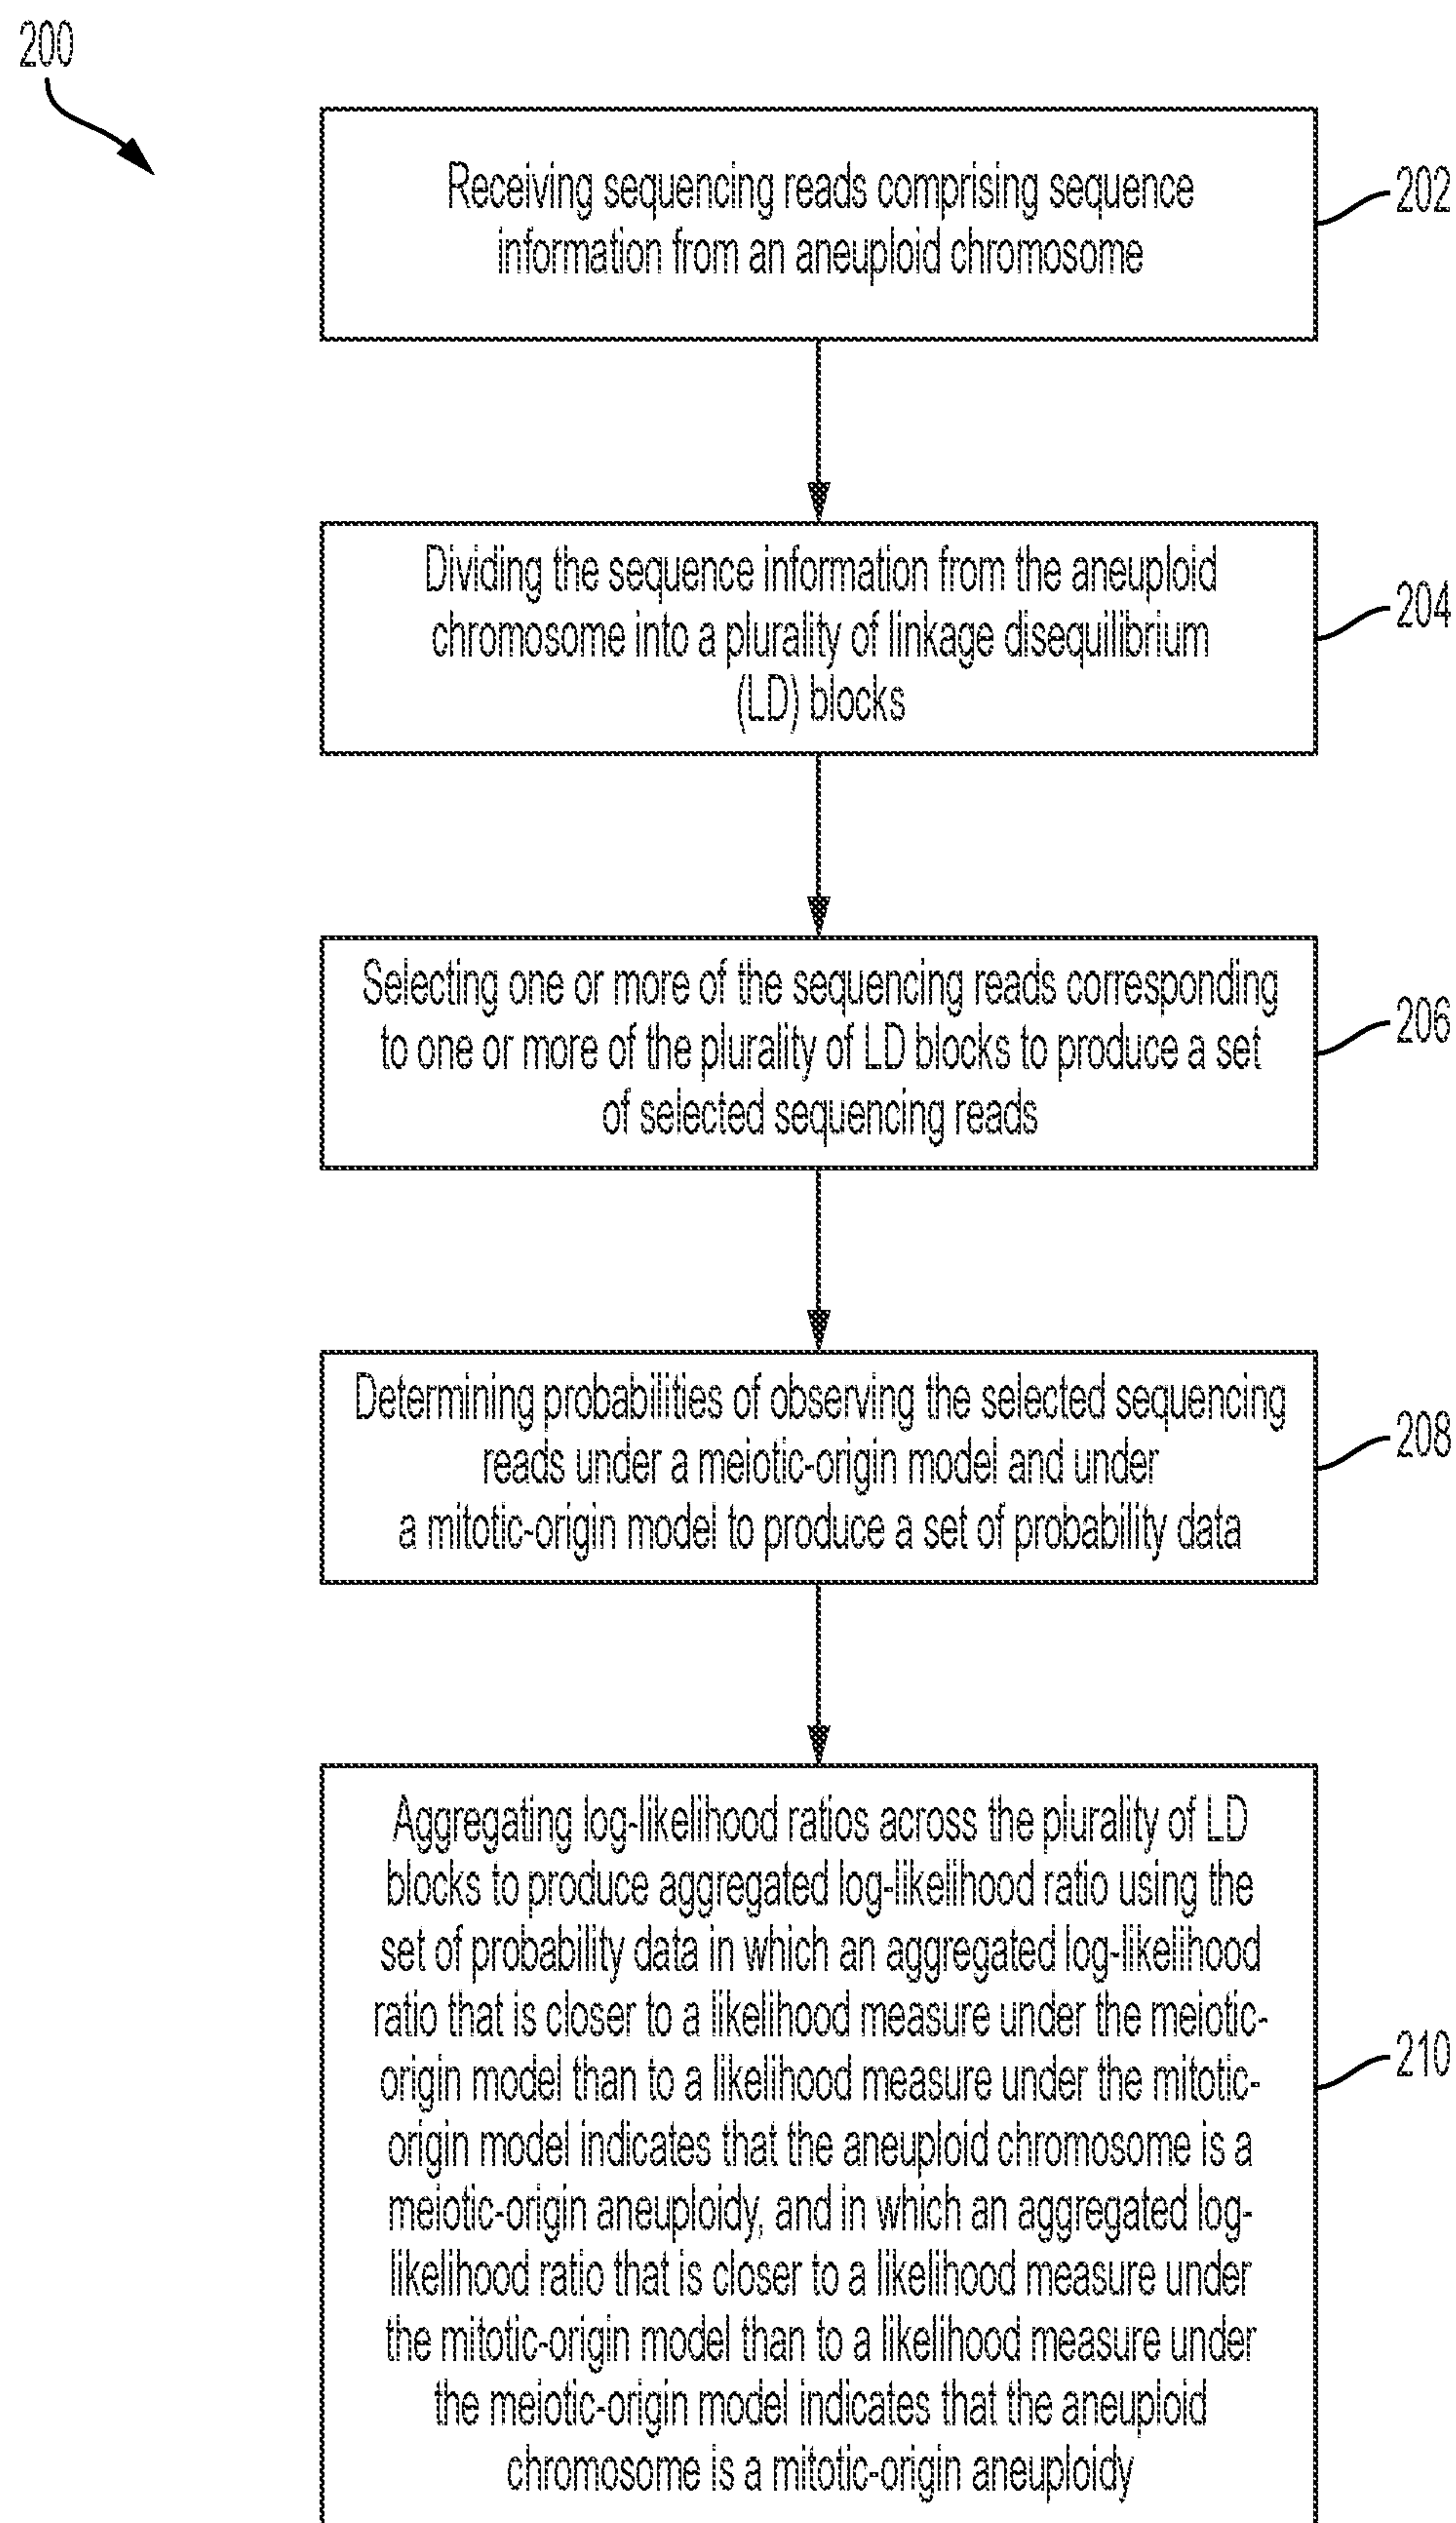 200
Receiving sequencing reads comprising sequence
information from an aneuploid chromosome
202
Dividing the sequence information from the aneuploid
chromosome into a plurality of linkage disequilibrium
(LD) blocks
204
Selecting one or more of the sequencing reads corresponding
to one or more of the plurality of LD blocks to produce a set
of selected sequencing reads
206
Determining probabilities of observing the selected sequencing
reads under a meiotic-origin model and under
a mitotic-origin model to produce a set of probability data
208
Aggregating log-likelihood ratios across the plurality of LD
blocks to produce aggregated log-likelihood ratio using the
set of probability data in which an aggregated log-likelihood
ratio that is closer to a likelihood measure under the meiotic-
origin model than to a likelihood measure under the mitotic-
origin model indicates that the aneuploid chromosome is a
meiotic-origin aneuploidy, and in which an aggregated log-
likelihood ratio that is closer to a likelihood measure under
the mitotic-origin model than to a likelihood measure under
the meiotic-origin model indicates that the aneuploid
chromosome is a mitotic-origin aneuploidy
210